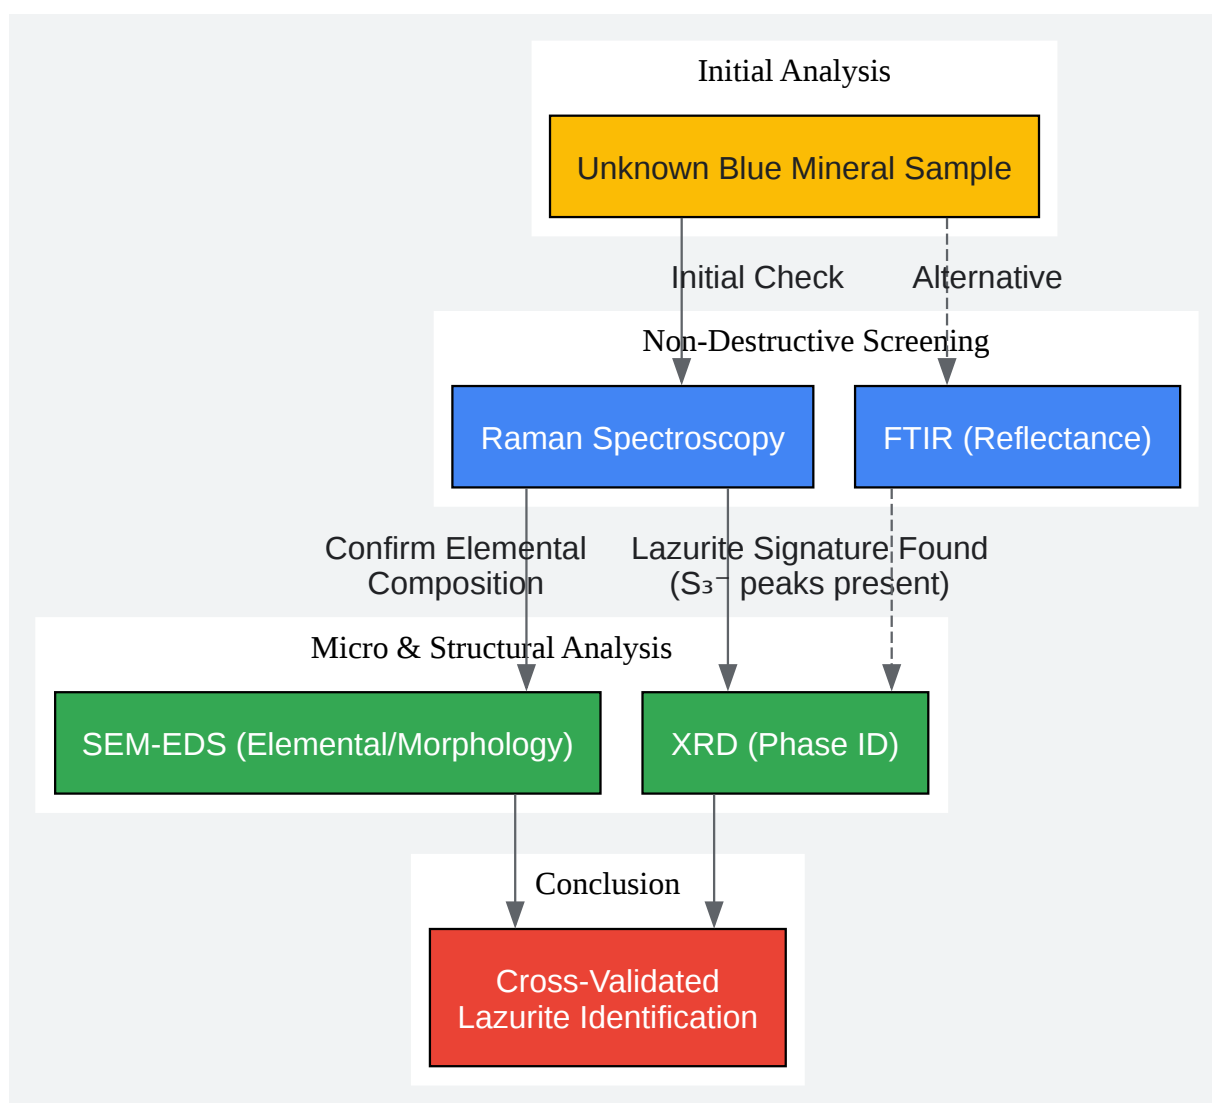 Initial Analysis
Unknown Blue Mineral Sample
Initial Check
Alternative
Non-Destructive Screening
Raman Spectroscopy
FTIR (Reflectance)
Confirm Elemental
Composition
Lazurite Signature Found
(S₃⁻ peaks present)
Micro & Structural Analysis
SEM-EDS (Elemental/Morphology)
XRD (Phase ID)
Conclusion
Cross-Validated
Lazurite Identification